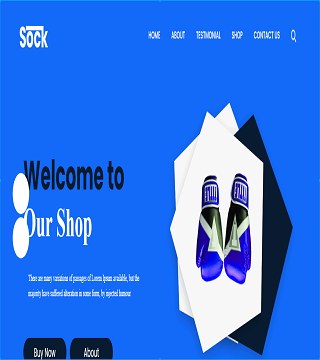 Sock
HOME ABOUT TESTIMONIAL SHOP CONTACT US
Welcome to
Our Shop
There are many variations of passages of Lorem Ipsum available, but the
majority have suffered alteration in some form, by injected humour
Buy Now About